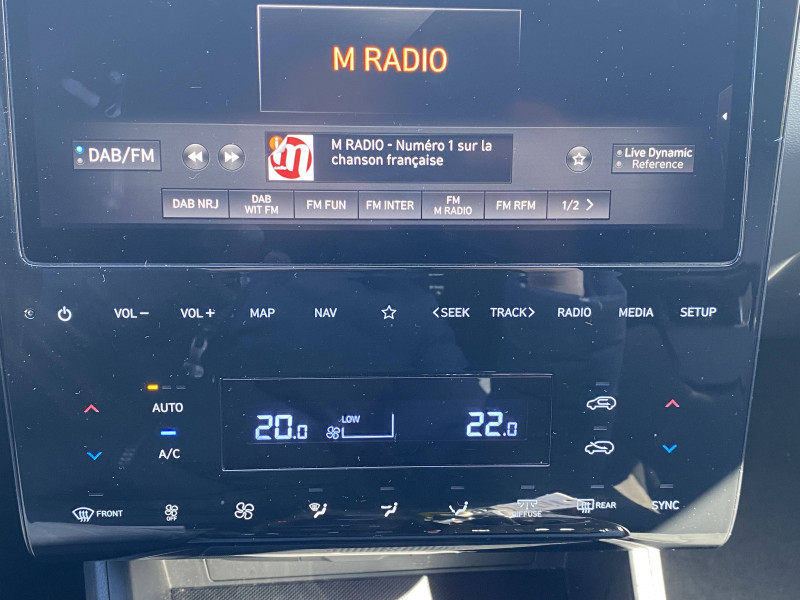 M RADIO
DAB/FM
m
M RADIO - Numéro 1 sur la
chanson française
Live Dynamic
Reference
DAB NRJ
DAB
WIT FM
FM FUN
FM INTER
FM
M RADIO
FM RFM
1/2 >
VOL−
VOL+
MAP
NAV
<SEEK
TRACK>
RADIO
MEDIA
SETUP
AUTO
A/C
20.0
LOW
22.0
FRONT
OFF
DIFFUSE
REAR
SYNC